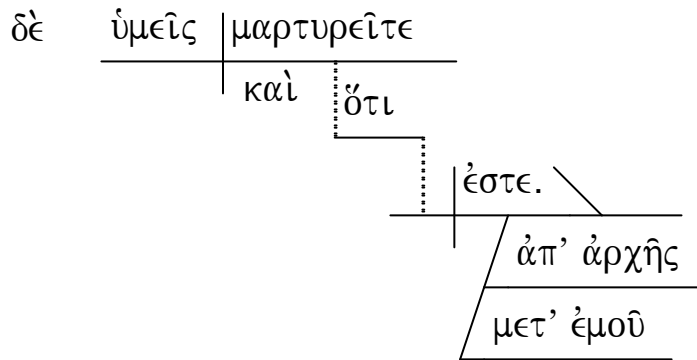 δὲ ὑμεῖς μαρτυρεῖτε
καὶ ὅτι
ἐστε.
ἀπ’ ἀρχῆς
μετ’ ἐμοῦ